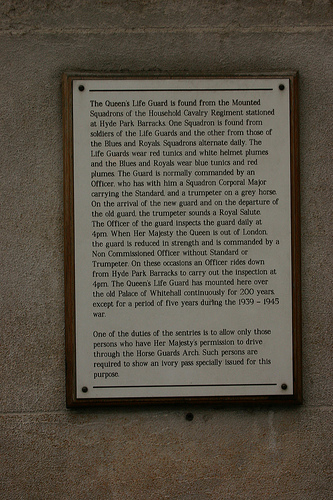 The Queen's Life Guard is found from the Mounted
Squadrons of the Household Cavalry Regiment stationed
at Hyde Park Barracks. One Squadron is found from
soldiers of the Life Guards and the other from those of
the Blues and Royals. Squadrons alternate daily. The
Life Guards wear red tunics and white helmet plumes
and the Blues and Royals wear blue tunics and red
plumes. The Guard is normally commanded by an
Officer, who has with him a Squadron Corporal Major
carrying the Standard, and a trumpeter on a grey horse.
On the arrival of the new guard and on the departure of
the old guard, the trumpeter sounds a Royal Salute.
The Officer of the guard inspects the guard daily at
4pm. When Her Majesty the Queen is out of London,
the guard is reduced in strength and is commanded by a
Non Commissioned Officer without Standard or
Trumpeter. On these occasions an Officer rides down
from Hyde Park Barracks to carry out the inspection at
4pm. The Queen's Life Guard has mounted here over
the old Palace of Whitehall continuously for 200 years,
except for a period of five years during the 1939 - 1945
war.
One of the duties of the sentries is to allow only those
persons who have Her Majesty's permission to drive
through the Horse Guards Arch. Such persons are
required to show an ivory pass specially issued for this
purpose.